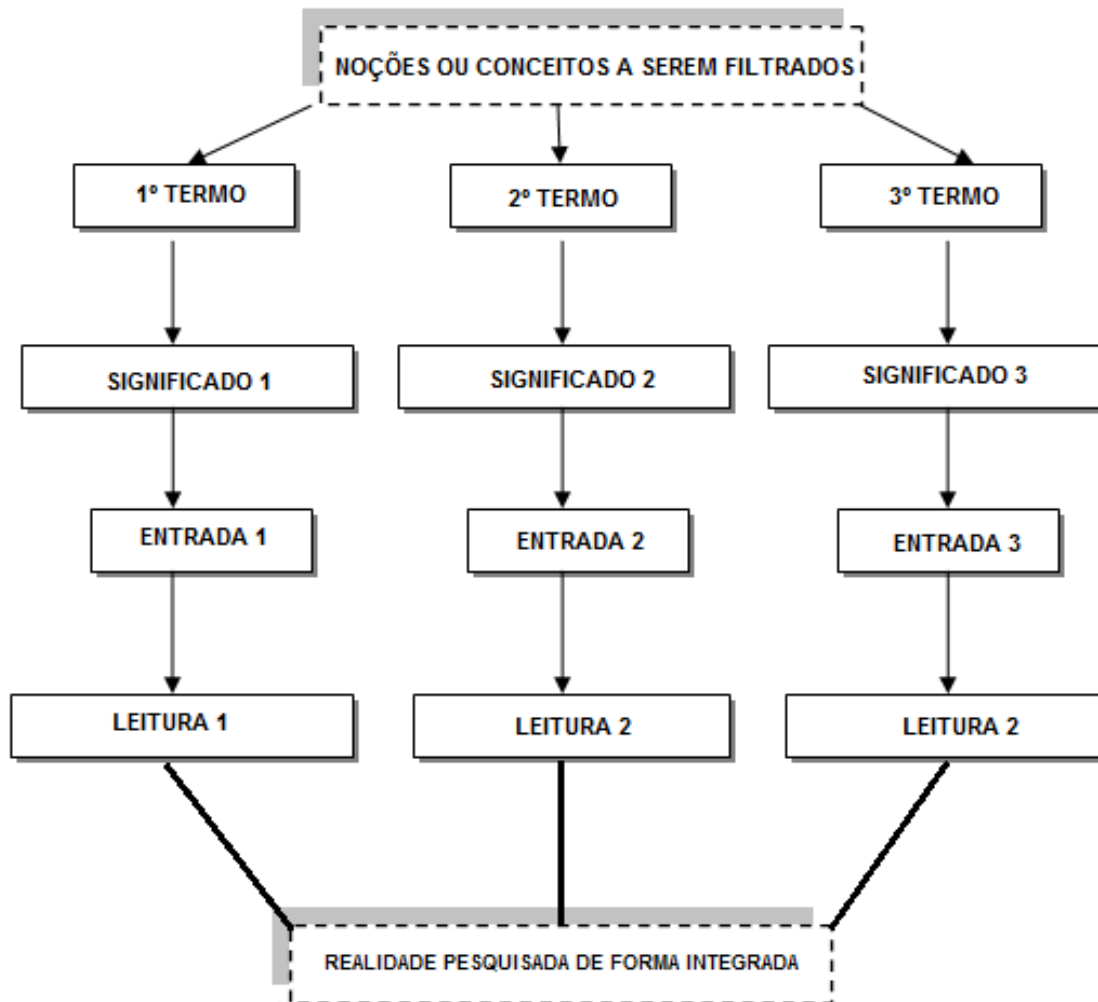 NOÇÕES OU CONCEITOS A SEREM FILTRADOS
1º TERMO
2º TERMO
3º TERMO
SIGNIFICADO 1
SIGNIFICADO 2
SIGNIFICADO 3
ENTRADA 1
ENTRADA 2
ENTRADA 3
LEITURA 1
LEITURA 2
LEITURA 2
REALIDADE PESQUISADA DE FORMA INTEGRADA